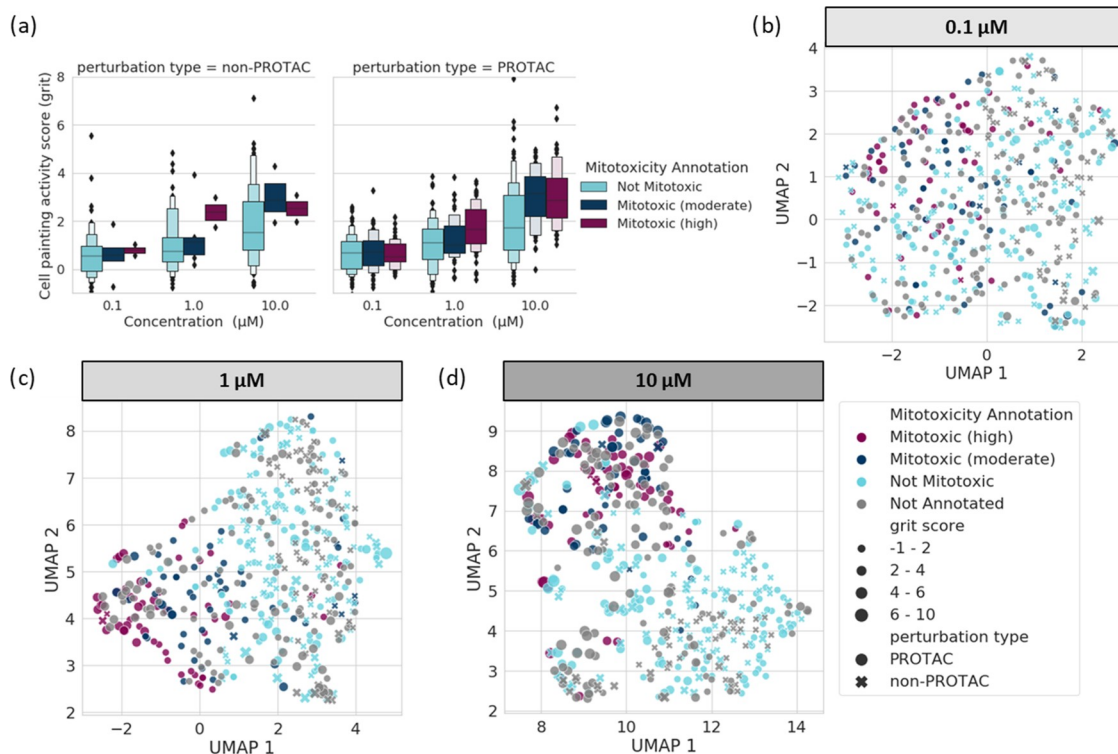 (a)
perturbation type = non-PROTAC
perturbation type = PROTAC
Cell painting activity score (grit)
8
6
4
2
0
0.1
1.0
10.0
Concentration (µM)
0.1
1.0
10.0
Concentration (µM)
Mitotoxicity Annotation
Not Mitotoxic
Mitotoxic (moderate)
Mitotoxic (high)
(b)
0.1 µM
UMAP 2
4
3
2
1
0
−1
−2
−2
0
2
UMAP 1
(c)
1 µM
UMAP 2
8
7
6
5
4
3
2
−2
0
2
4
UMAP 1
(d)
10 µM
UMAP 2
9
8
7
6
5
4
3
2
8
10
12
14
UMAP 1
Mitotoxicity Annotation
Mitotoxic (high)
Mitotoxic (moderate)
Not Mitotoxic
Not Annotated
grit score
-1 - 2
2 - 4
4 - 6
6 - 10
perturbation type
PROTAC
non-PROTAC